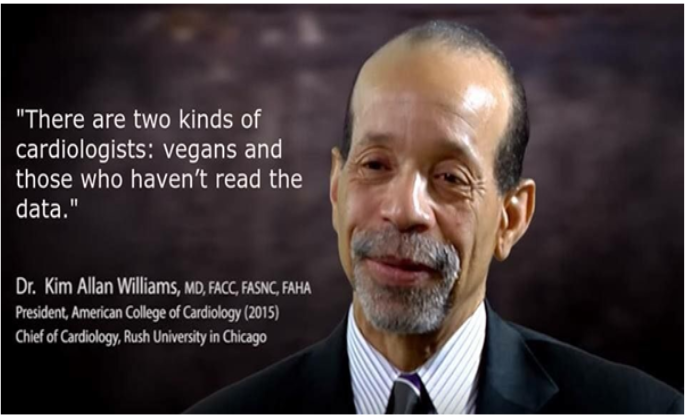 "There are two kinds of
cardiologists: vegans and
those who haven’t read the
data."
Dr. Kim Allan Williams, MD, FACC, FASNC, FAHA
President, American College of Cardiology (2015)
Chief of Cardiology, Rush University in Chicago